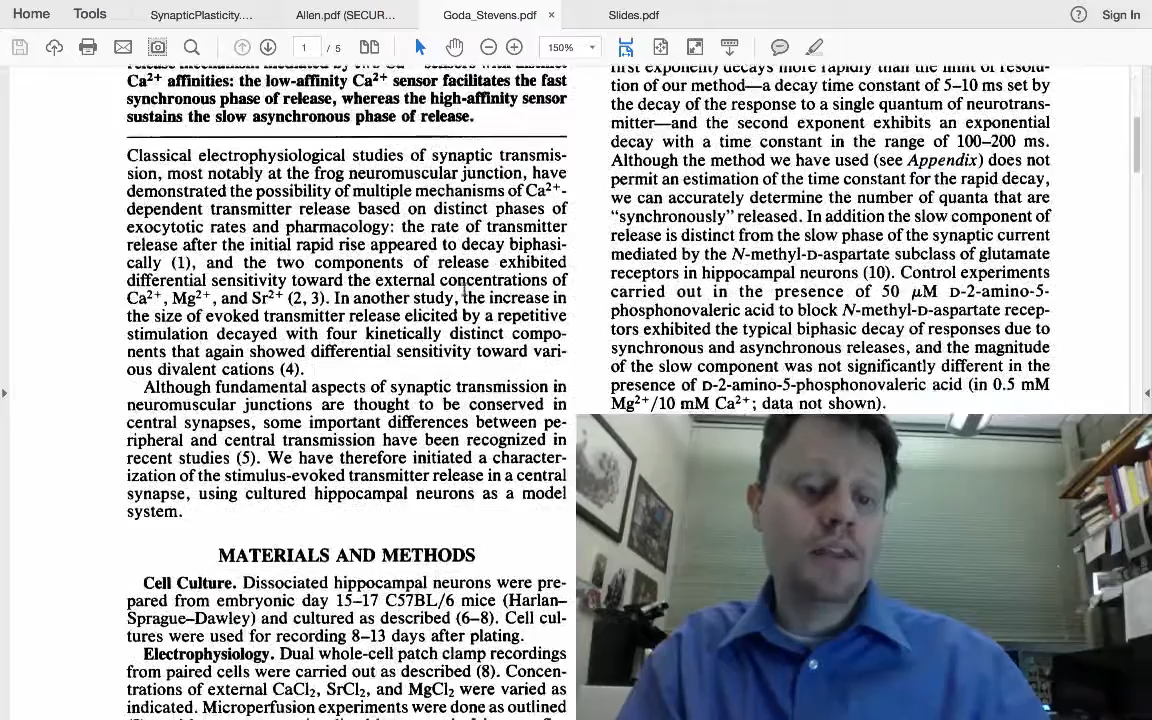 Home
Tools
SynapticPlasticity....
Allen.pdf (SECUR...
Goda_Stevens.pdf
×
Slides.pdf
Sign In
1 / 5
150%
Ca²⁺ affinities: the low-affinity Ca²⁺ sensor facilitates the fast
synchronous phase of release, whereas the high-affinity sensor
sustains the slow asynchronous phase of release.
Classical electrophysiological studies of synaptic transmis-
sion, most notably at the frog neuromuscular junction, have
demonstrated the possibility of multiple mechanisms of Ca²⁺-
dependent transmitter release based on distinct phases of
exocytotic rates and pharmacology: the rate of transmitter
release after the initial rapid rise appeared to decay biphasi-
cally (1), and the two components of release exhibited
differential sensitivity toward the external concentrations of
Ca²⁺, Mg²⁺, and Sr²⁺ (2, 3). In another study, the increase in
the size of evoked transmitter release elicited by a repetitive
stimulation decayed with four kinetically distinct compo-
nents that again showed differential sensitivity toward vari-
ous divalent cations (4).
Although fundamental aspects of synaptic transmission in
neuromuscular junctions are thought to be conserved in
central synapses, some important differences between pe-
ripheral and central transmission have been recognized in
recent studies (5). We have therefore initiated a character-
ization of the stimulus-evoked transmitter release in a central
synapse, using cultured hippocampal neurons as a model
system.
MATERIALS AND METHODS
Cell Culture. Dissociated hippocampal neurons were pre-
pared from embryonic day 15–17 C57BL/6 mice (Harlan–
Sprague–Dawley) and cultured as described (6–8). Cell cul-
tures were used for recording 8–13 days after plating.
Electrophysiology. Dual whole-cell patch clamp recordings
from paired cells were carried out as described (8). Concen-
trations of external CaCl₂, SrCl₂, and MgCl₂ were varied as
indicated. Microperfusion experiments were done as outlined
first exponent) decays more rapidly than the limit of resolu-
tion of our method—a decay time constant of 5–10 ms set by
the decay of the response to a single quantum of neurotrans-
mitter—and the second exponent exhibits an exponential
decay with a time constant in the range of 100–200 ms.
Although the method we have used (see Appendix) does not
permit an estimation of the time constant for the rapid decay,
we can accurately determine the number of quanta that are
“synchronously” released. In addition the slow component of
release is distinct from the slow phase of the synaptic current
mediated by the N-methyl-D-aspartate subclass of glutamate
receptors in hippocampal neurons (10). Control experiments
carried out in the presence of 50 μM D-2-amino-5-
phosphonovaleric acid to block N-methyl-D-aspartate recep-
tors exhibited the typical biphasic decay of responses due to
synchronous and asynchronous releases, and the magnitude
of the slow component was not significantly different in the
presence of D-2-amino-5-phosphonovaleric acid (in 0.5 mM
Mg²⁺/10 mM Ca²⁺; data not shown).